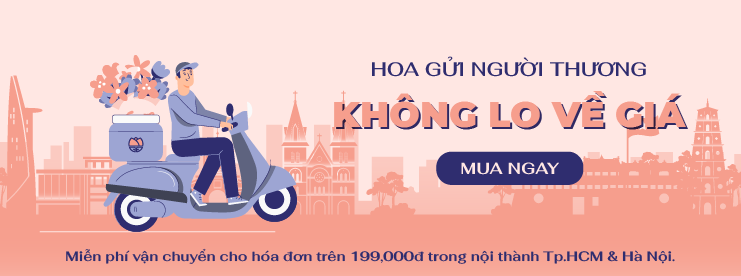 HOA GỬI NGƯỜI THƯƠNG
KHÔNG LO VỀ GIÁ
MUA NGAY
Miễn phí vận chuyển cho hóa đơn trên 199,000đ trong nội thành Tp.HCM & Hà Nội.